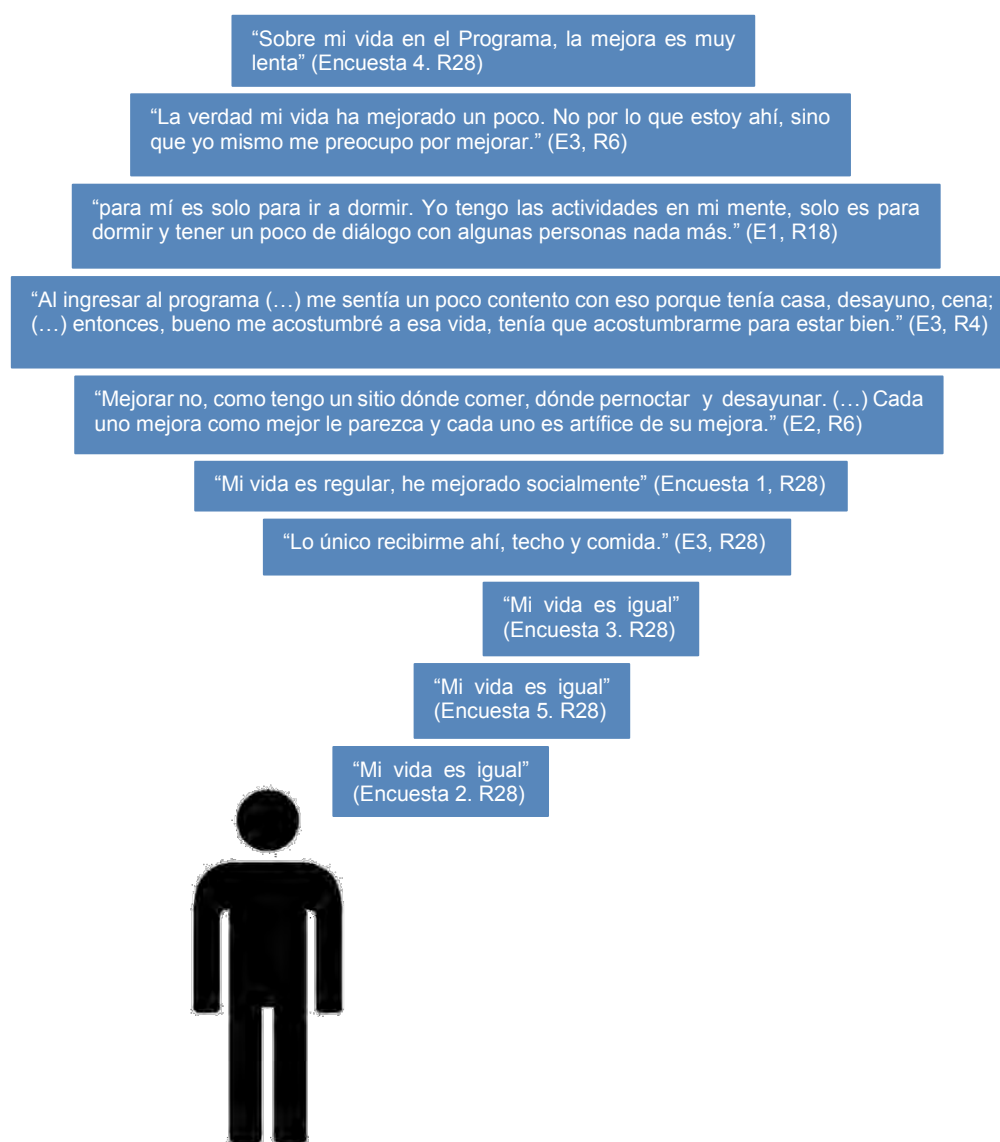 “Sobre mi vida en el Programa, la mejora es muy
lenta” (Encuesta 4. R28)
“La verdad mi vida ha mejorado un poco. No por lo que estoy ahí, sino
que yo mismo me preocupo por mejorar.” (E3, R6)
“para mí es solo para ir a dormir. Yo tengo las actividades en mi mente, solo es para
dormir y tener un poco de diálogo con algunas personas nada más.” (E1, R18)
“Al ingresar al programa (…) me sentía un poco contento con eso porque tenía casa, desayuno, cena;
(…) entonces, bueno me acostumbré a esa vida, tenía que acostumbrarme para estar bien.” (E3, R4)
“Mejorar no, como tengo un sitio dónde comer, dónde pernoctar y desayunar. (…) Cada
uno mejora como mejor le parezca y cada uno es artífice de su mejora.” (E2, R6)
“Mi vida es regular, he mejorado socialmente” (Encuesta 1, R28)
“Lo único recibirme ahí, techo y comida.” (E3, R28)
“Mi vida es igual”
(Encuesta 3. R28)
“Mi vida es igual”
(Encuesta 5. R28)
“Mi vida es igual”
(Encuesta 2. R28)